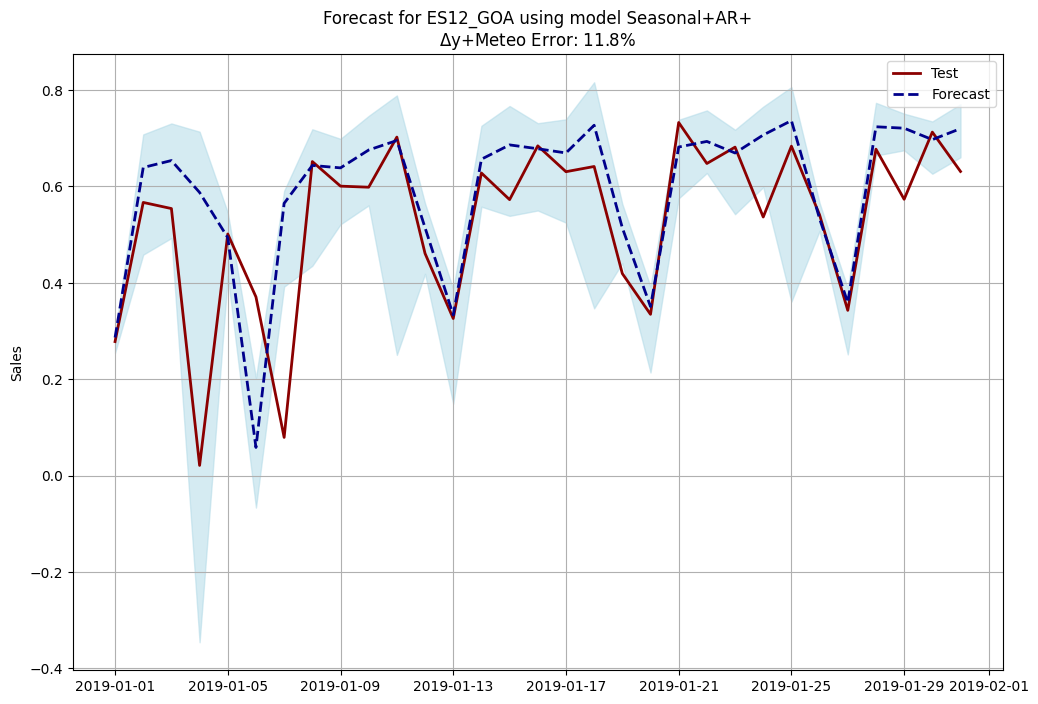 Forecast for ES12_GOA using model Seasonal+AR+
Δy+Meteo Error: 11.8%
Test
Forecast
Sales
0.8
0.6
0.4
0.2
0.0
−0.2
−0.4
2019-01-01 2019-01-05 2019-01-09 2019-01-13 2019-01-17 2019-01-21 2019-01-25 2019-01-29 2019-02-01